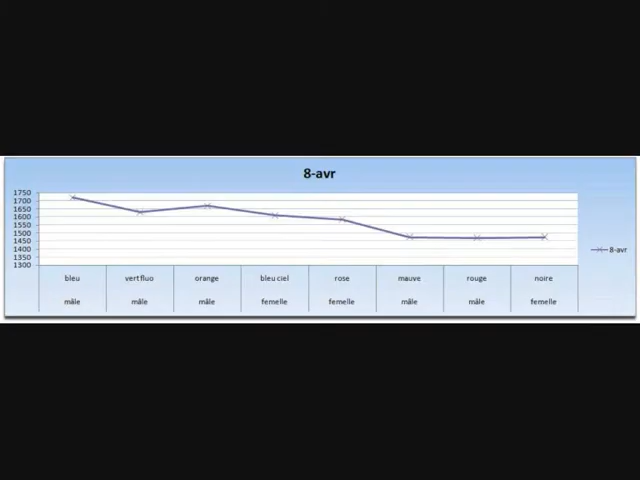 8-avr
1750
1700
1650
1600
1550
1500
1450
1400
1350
1300
8-avr
bleu vert fluo orange bleu ciel rose mauve rouge noire
mâle mâle mâle femelle femelle mâle mâle femelle